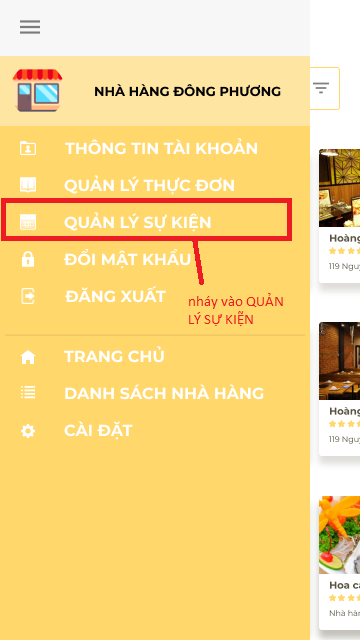 NHÀ HÀNG ĐÔNG PHƯƠNG
THÔNG TIN TÀI KHOẢN
QUẢN LÝ THỰC ĐƠN
QUẢN LÝ SỰ KIỆN
ĐỔI MẬT KHẨU
ĐĂNG XUẤT
nháy vào QUẢN
LÝ SỰ KIỆN
TRANG CHỦ
DANH SÁCH NHÀ HÀNG
CÀI ĐẶT
Hoàng
119 Nguy
Hoàng
119 Nguy
Hoa cá
Nhà hàn